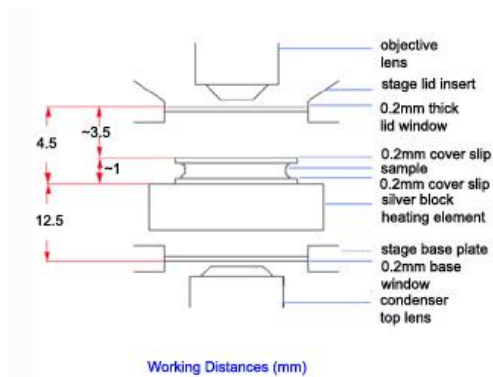 objective
lens
stage lid insert
0.2mm thick
lid window
~3.5
4.5
0.2mm cover slip
sample
~1
0.2mm cover slip
silver block
heating element
12.5
stage base plate
0.2mm base
window
condenser
top lens
Working Distances (mm)